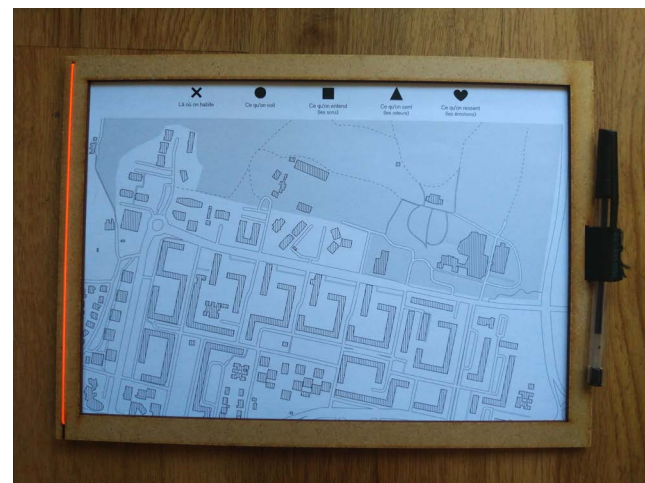 Là où on habite
Ce qu'on voit
Ce qu'on entend
(les sons)
Ce qu'on sent
(les odeurs)
Ce qu'on ressent
(les émotions)